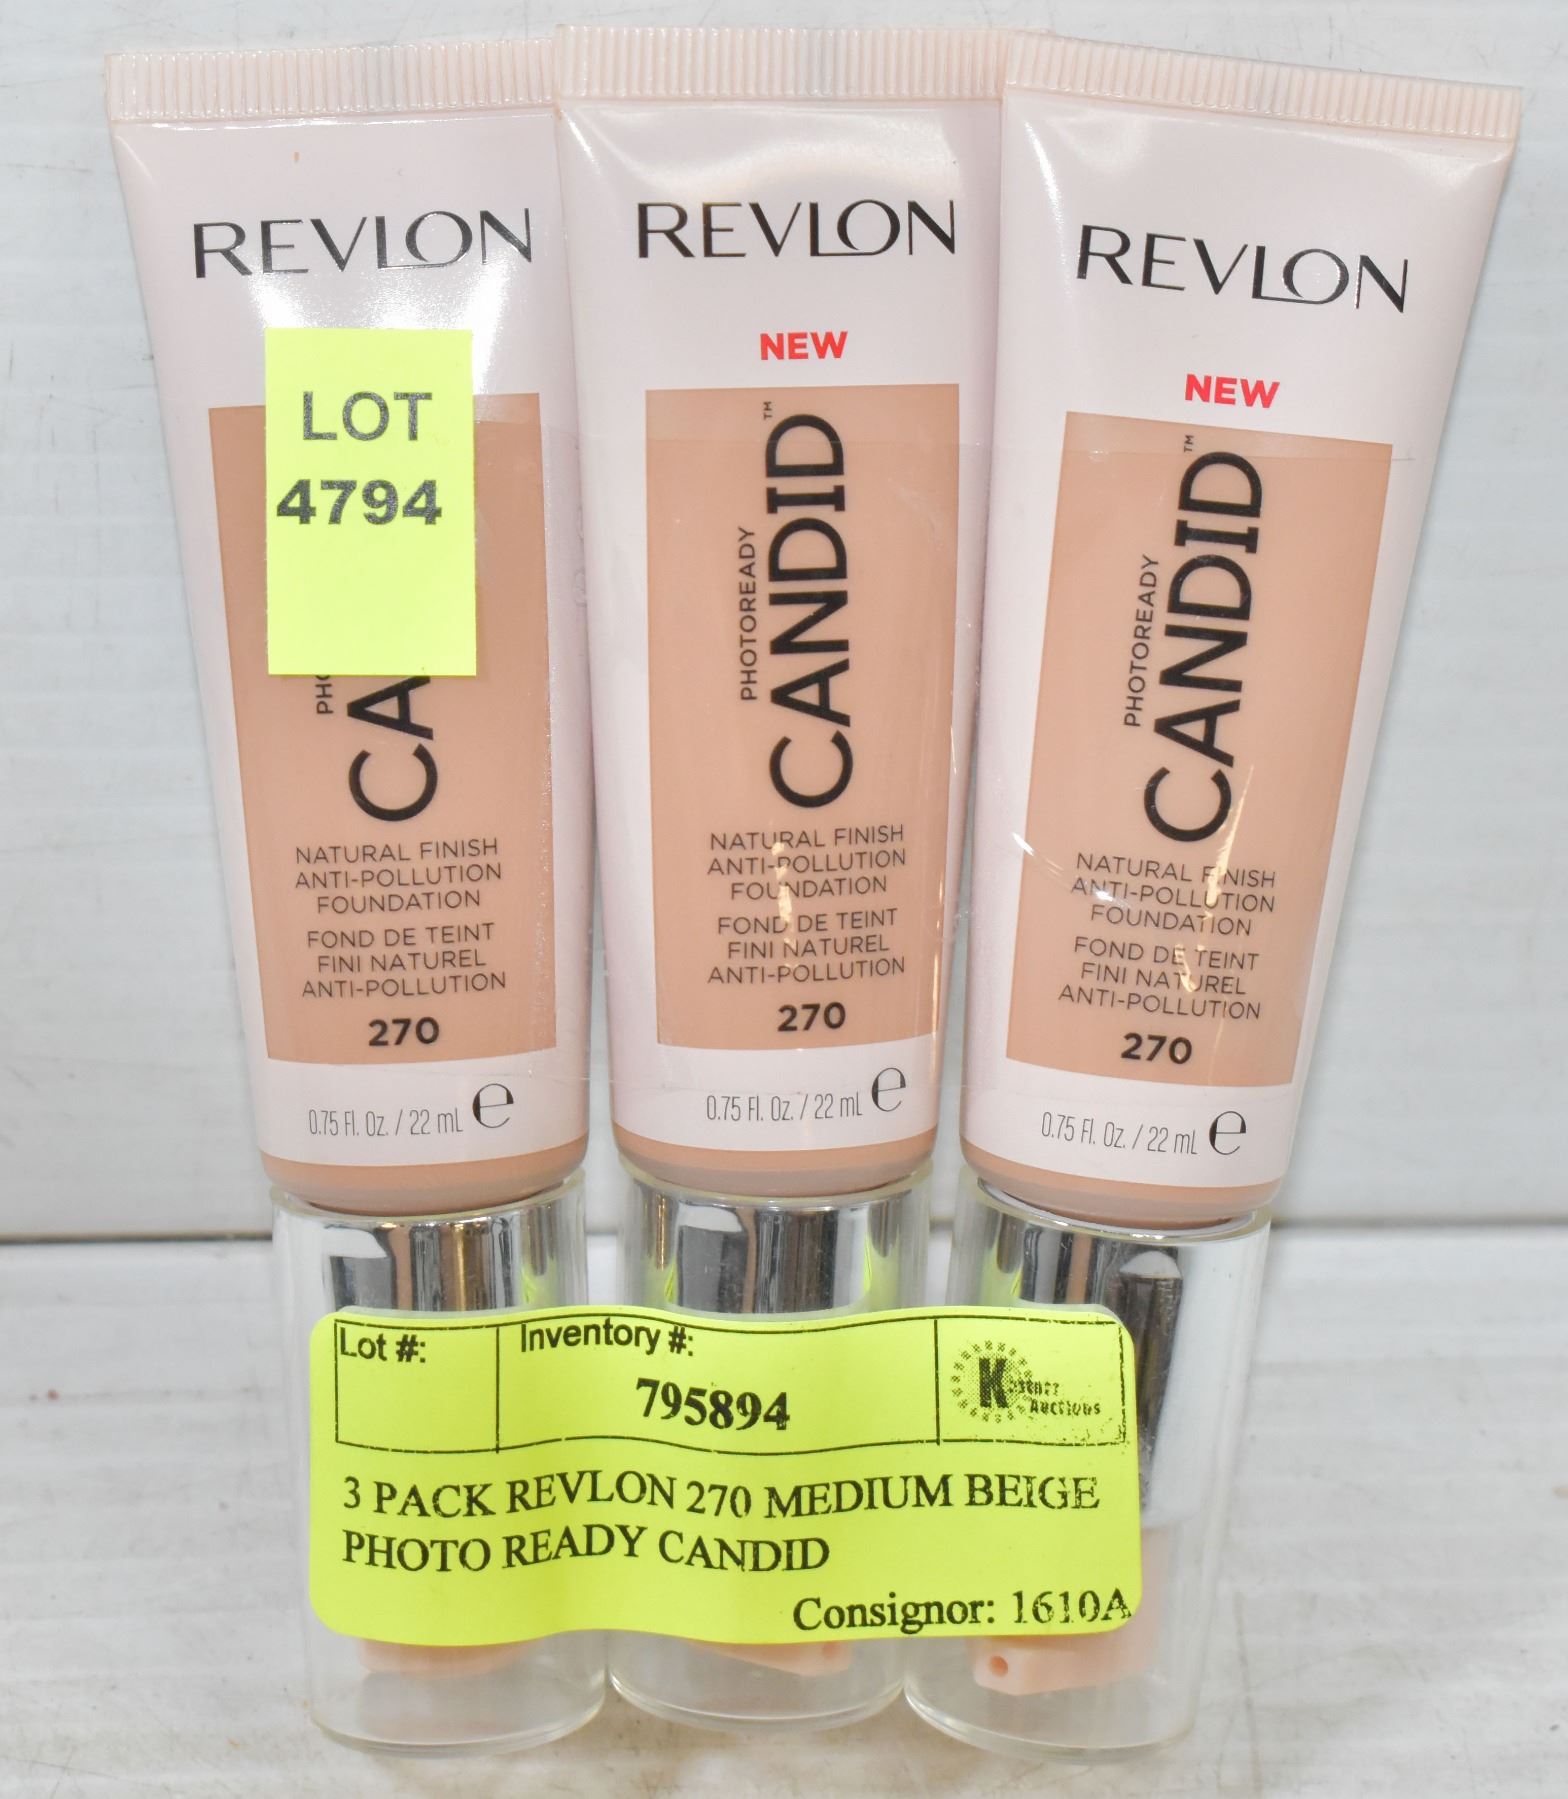 REVLON
LOT
4794
CA
NATURAL FINISH
ANTI-POLLUTION
FOUNDATION
FOND DE TEINT
FINI NATUREL
ANTI-POLLUTION
270
0.75 Fl. Oz. / 22 mL e
REVLON
NEW
PHOTOREADY
CANDID™
NATURAL FINISH
ANTI-POLLUTION
FOUNDATION
FOND DE TEINT
FINI NATUREL
ANTI-POLLUTION
270
0.75 Fl. Oz. / 22 mL e
REVLON
NEW
PHOTOREADY
CANDID™
NATURAL FINISH
ANTI-POLLUTION
FOUNDATION
FOND DE TEINT
FINI NATUREL
ANTI-POLLUTION
270
0.75 Fl. Oz. / 22 mL e
Lot #:
Inventory #:
795894
Auctions
3 PACK REVLON 270 MEDIUM BEIGE
PHOTO READY CANDID
Consignor: 1610A